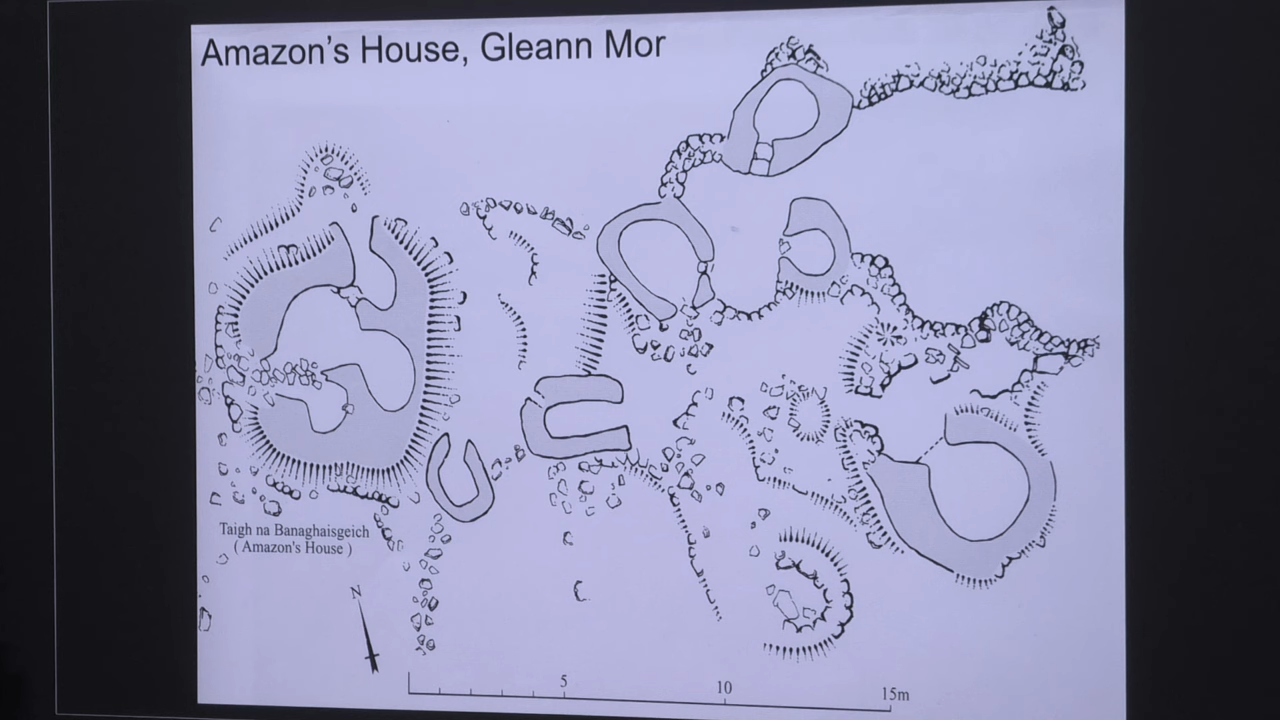 Amazon's House, Gleann Mor
Taigh na Banaghaisgeich
( Amazon's House )
N
5
10
15m